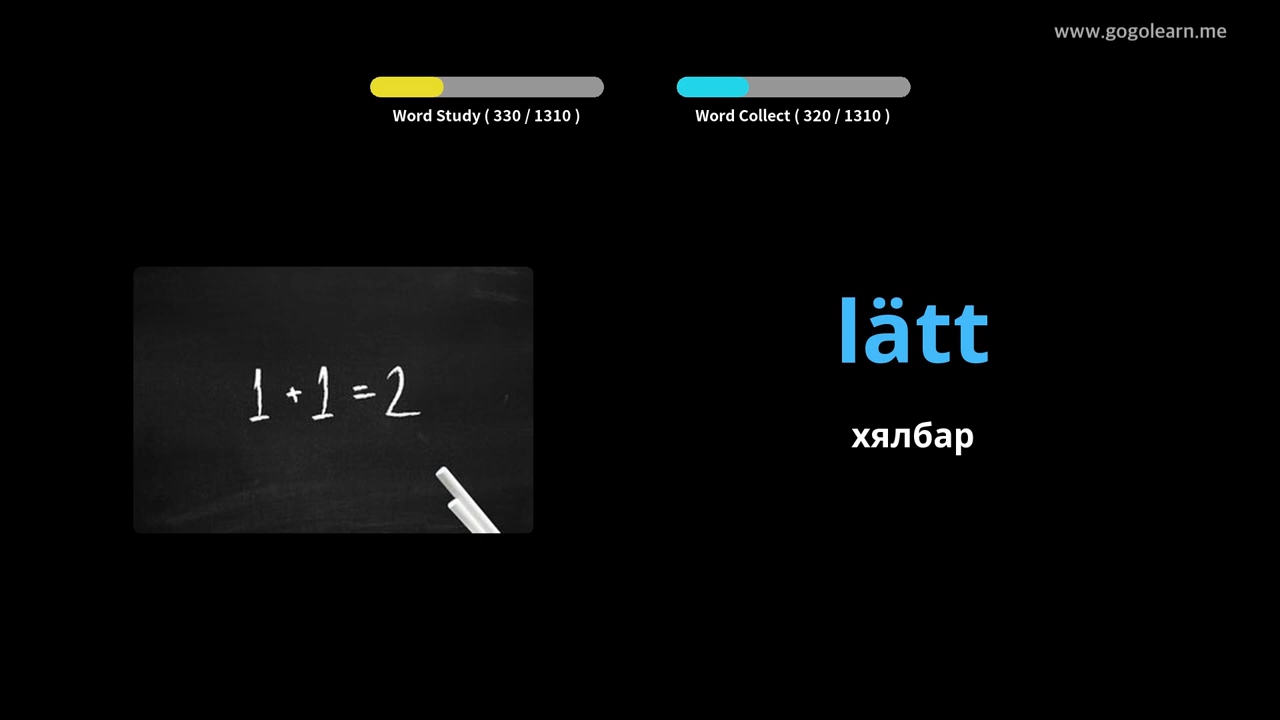 www.gogolearn.me
Word Study ( 330 / 1310 )
Word Collect ( 320 / 1310 )
1 + 1 = 2
lätt
хялбар